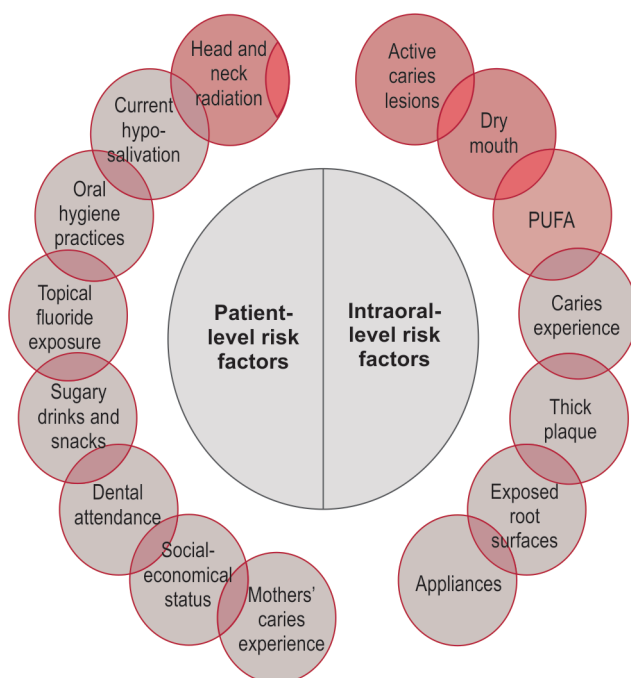 Head and
neck
radiation
Current
hypo-
salivation
Oral
hygiene
practices
Topical
fluoride
exposure
Sugary
drinks and
snacks
Dental
attendance
Social-
economical
status
Mothers’
caries
experience
Patient-
level risk
factors
Intraoral-
level risk
factors
Active
caries
lesions
Dry
mouth
PUFA
Caries
experience
Thick
plaque
Exposed
root
surfaces
Appliances